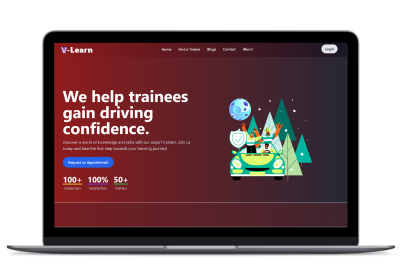 V-Learn
Home Find a Trainer Blogs Contact About
Login
We help trainees
gain driving
confidence.
Discover a world of knowledge and skills with our expert trainers. Join us
today and take the first step towards your learning journey!
Request an Appointment
100+ 100% 50+
Customers Satisfaction Trainers